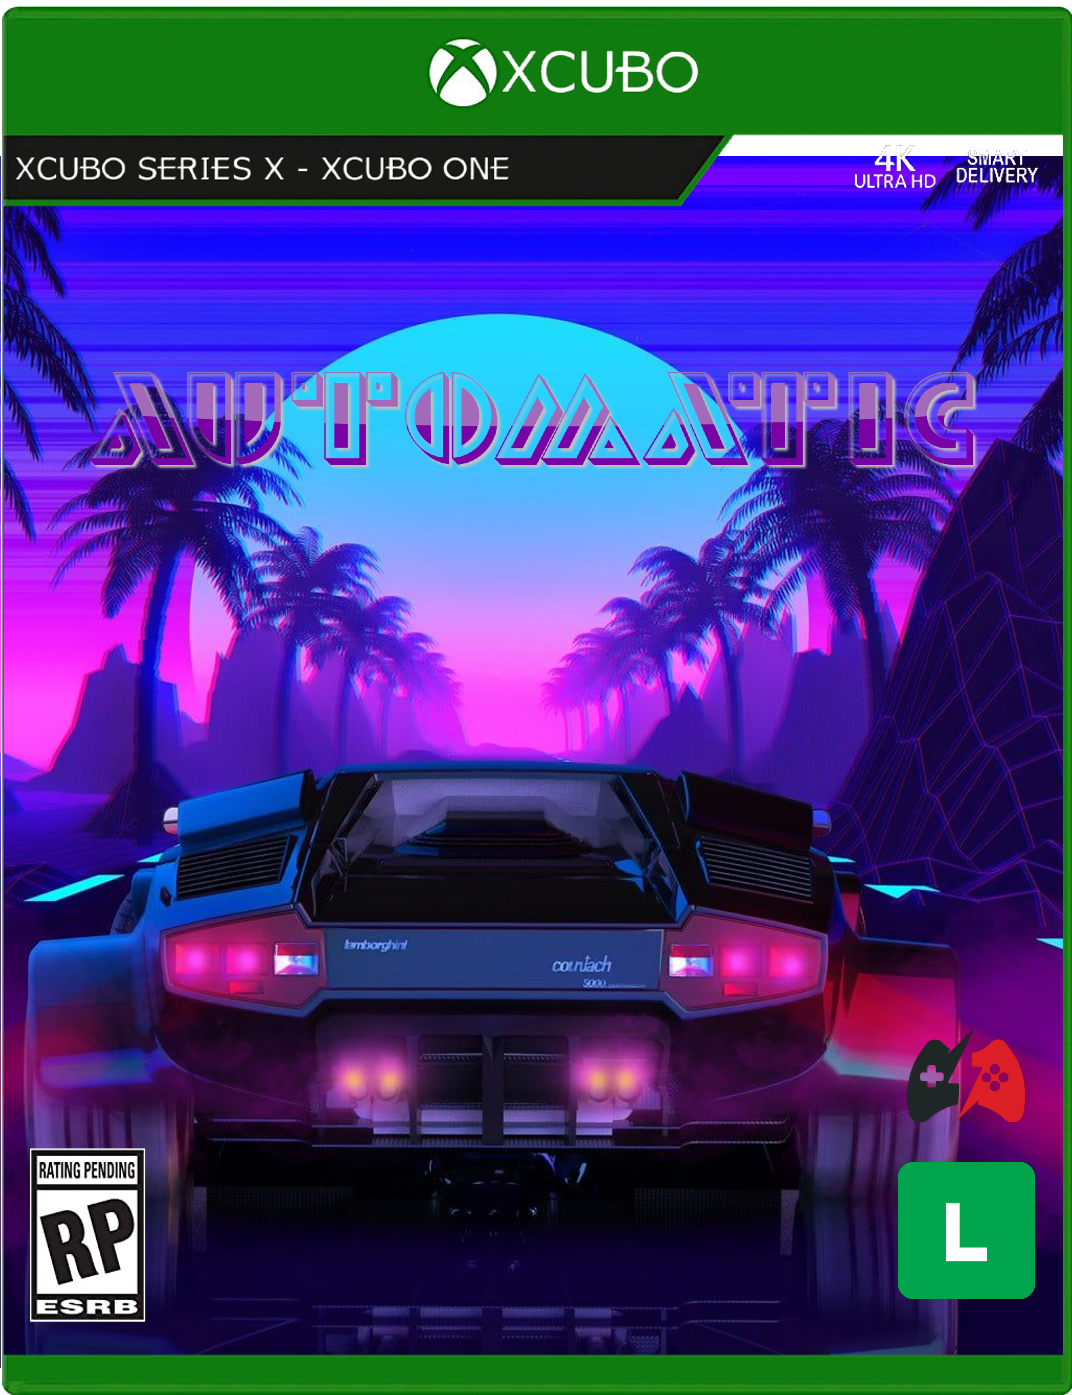 XCUBO
XCUBO SERIES X - XCUBO ONE
4K
ULTRA HD
SMART
DELIVERY
AUTOMATIC
lamborghini
countach
5000
RATING PENDING
RP
ESRB
L